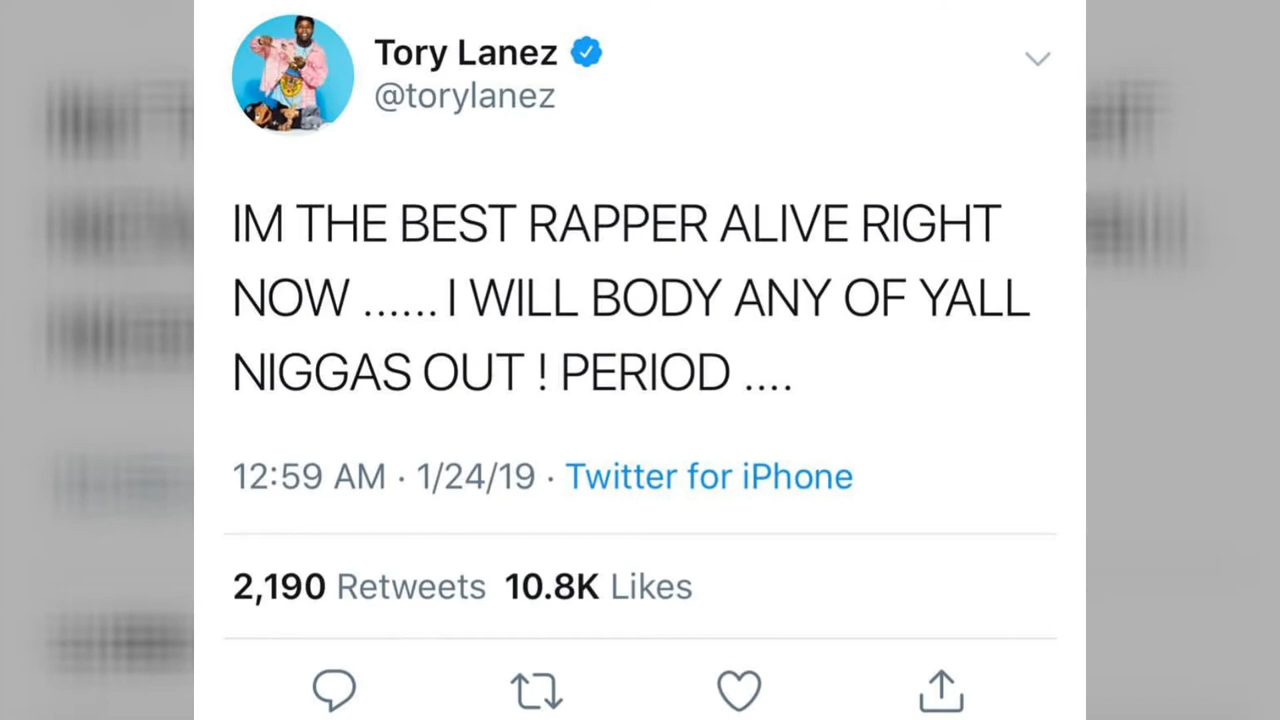 Tory Lanez
@torylanez
IM THE BEST RAPPER ALIVE RIGHT
NOW ...... I WILL BODY ANY OF YALL
NIGGAS OUT ! PERIOD ....
12:59 AM · 1/24/19 · Twitter for iPhone
2,190 Retweets 10.8K Likes